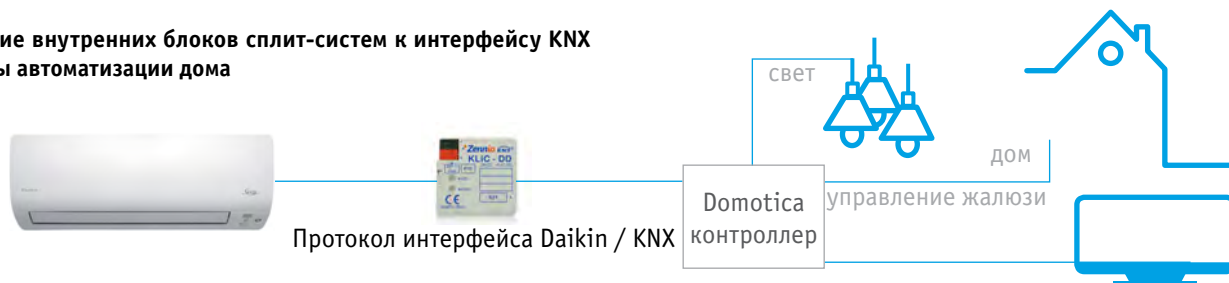 ие внутренних блоков сплит-систем к интерфейсу KNX
ы автоматизации дома
свет
Zennio KNX
KLiC - DD
CE
дом
управление жалюзи
Domotica
контроллер
Протокол интерфейса Daikin / KNX